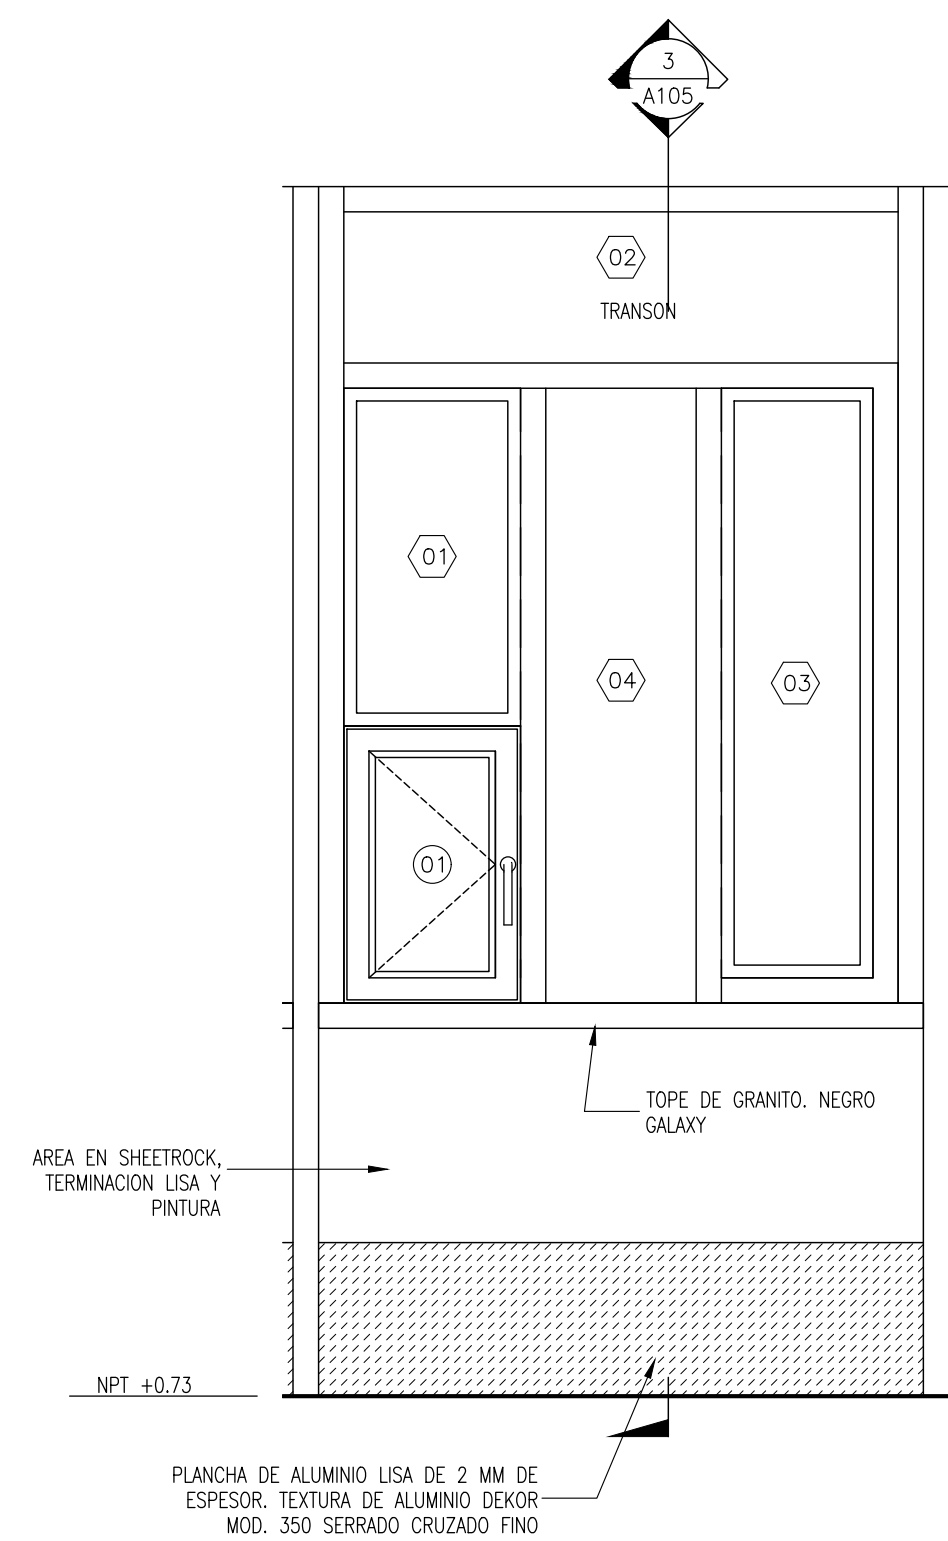 3
A105
02
TRANSON
01
04
03
01
TOPE DE GRANITO. NEGRO
GALAXY
AREA EN SHEETROCK,
TERMINACION LISA Y
PINTURA
NPT +0.73
PLANCHA DE ALUMINIO LISA DE 2 MM DE
ESPESOR. TEXTURA DE ALUMINIO DEKOR
MOD. 350 SERRADO CRUZADO FINO